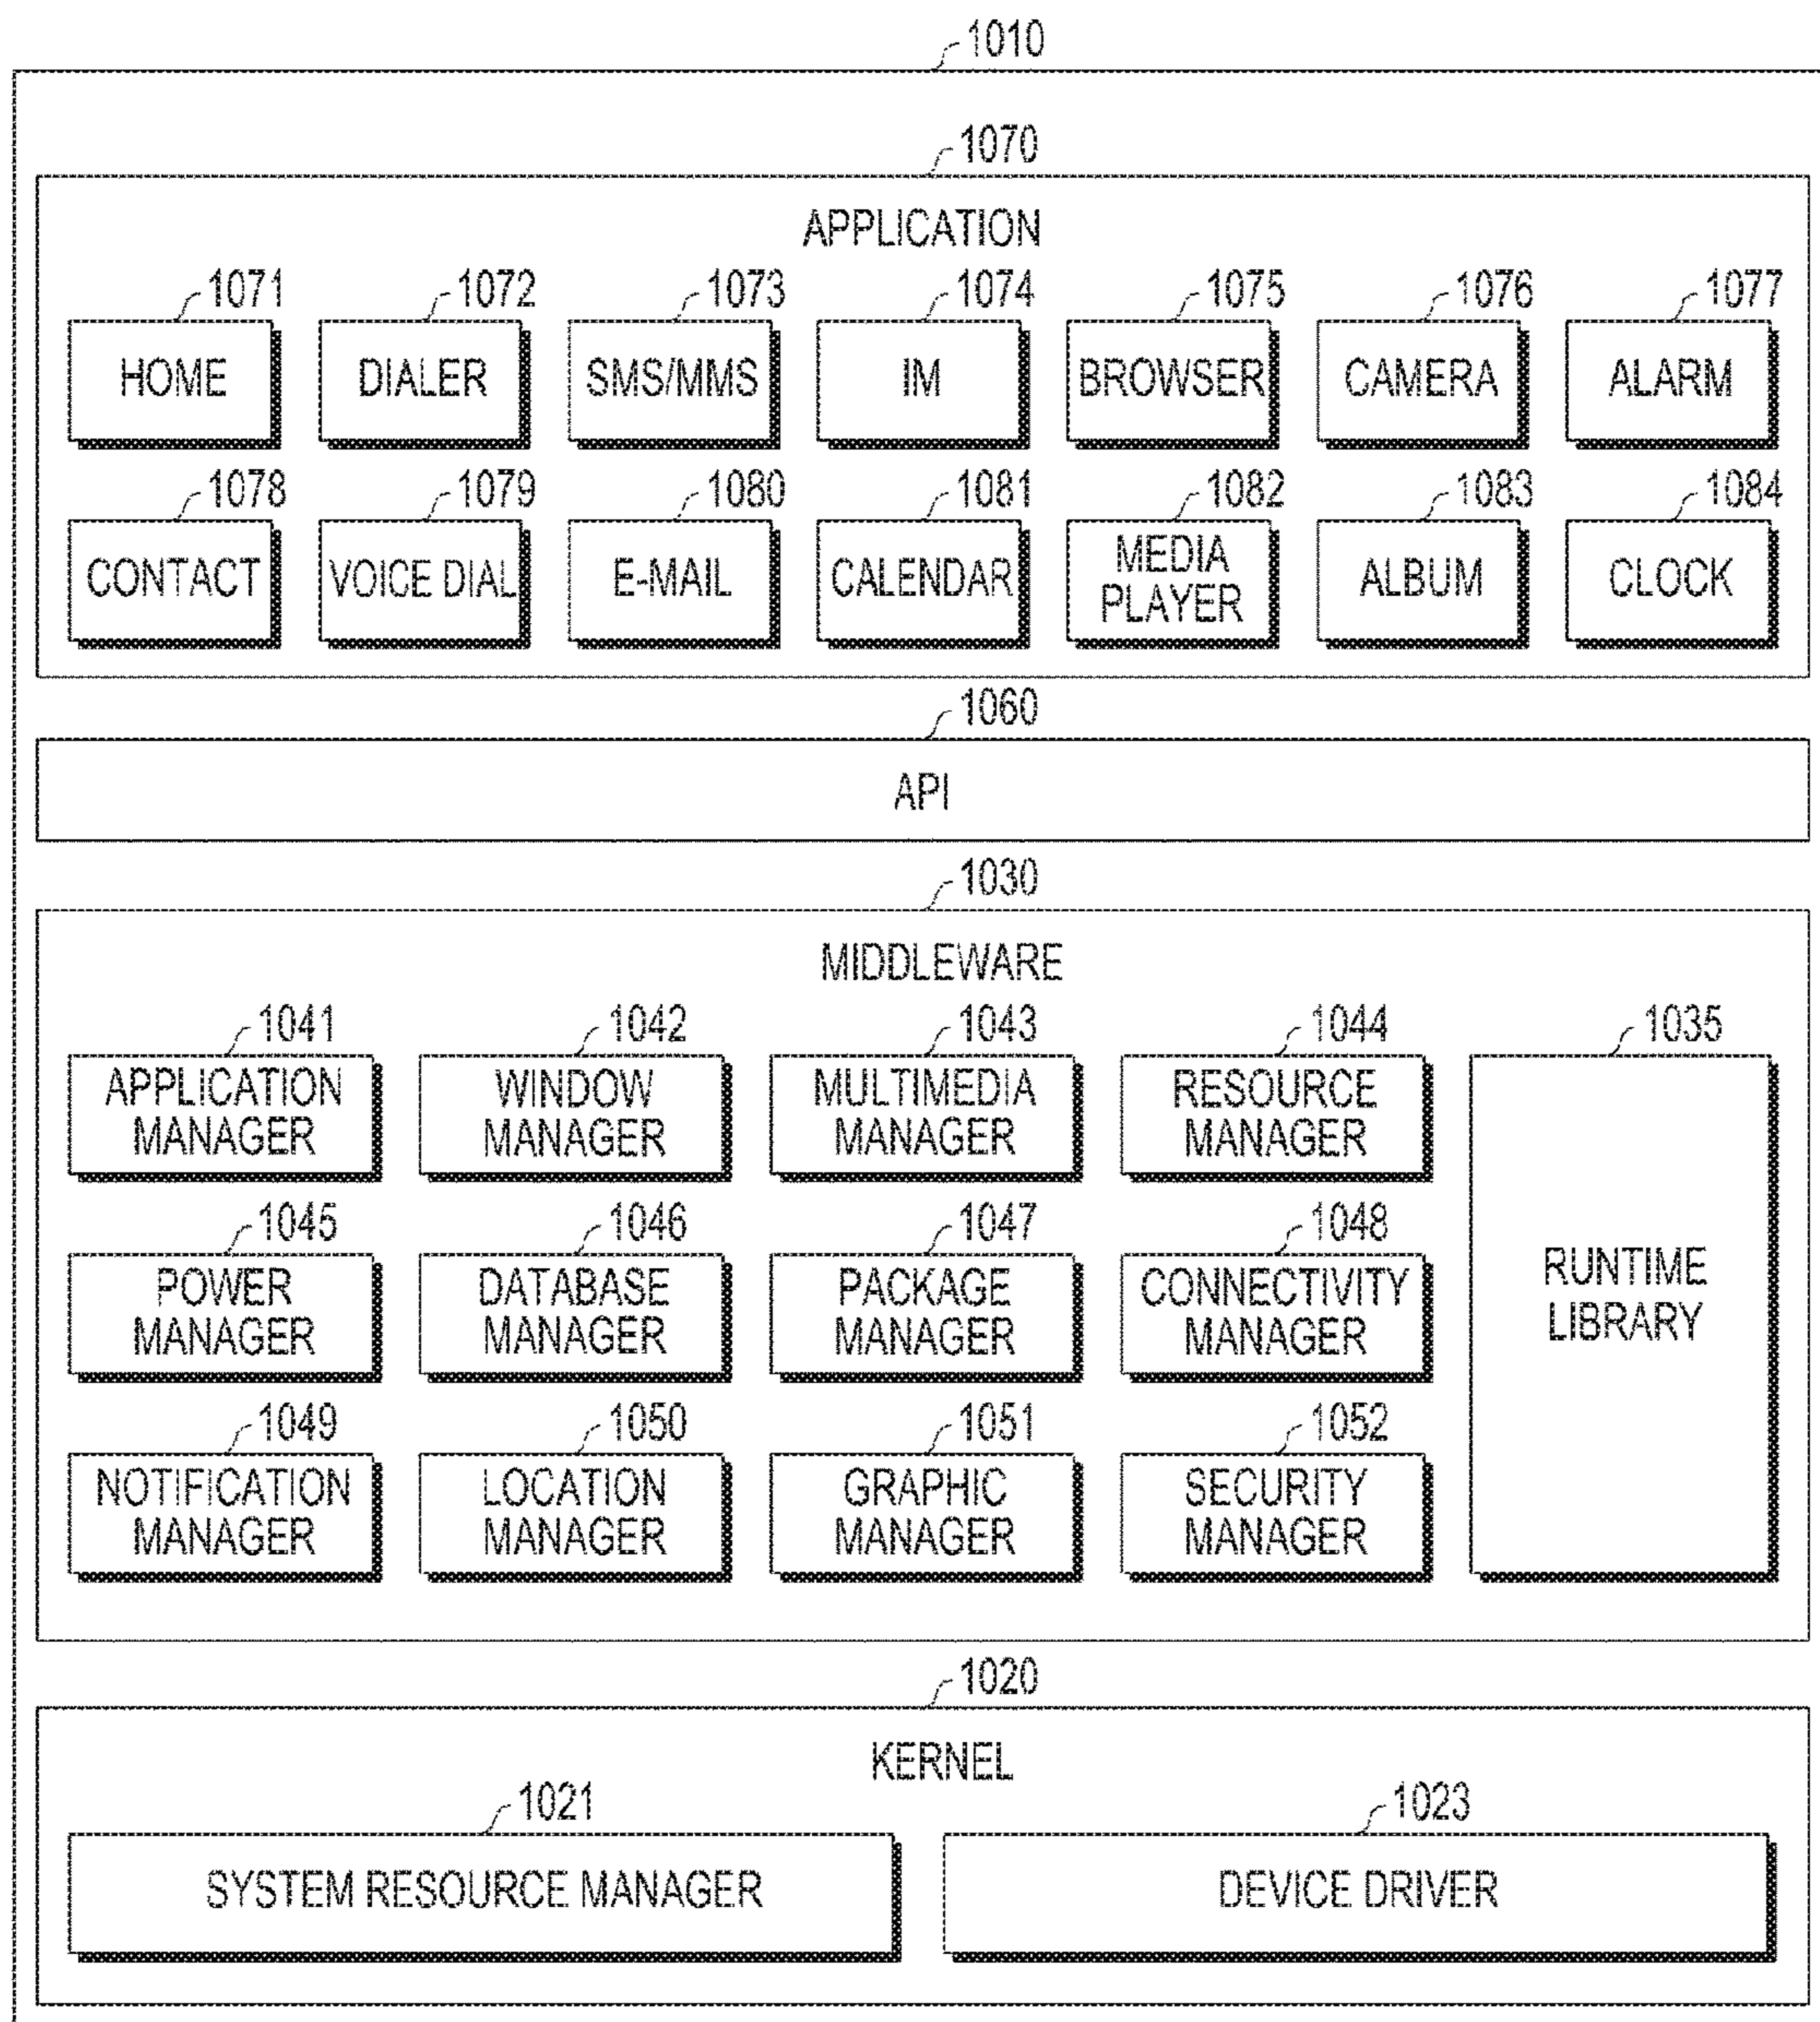 1010
1070
APPLICATION
1071 1072 1073 1074 1075 1076 1077
HOME DIALER SMS/MMS IM BROWSER CAMERA ALARM
1078 1079 1080 1081 1082 1083 1084
CONTACT VOICE DIAL E-MAIL CALENDAR MEDIA PLAYER ALBUM CLOCK
1060
API
1030
MIDDLEWARE
1041 1042 1043 1044 1035
APPLICATION WINDOW MULTIMEDIA RESOURCE
MANAGER MANAGER MANAGER MANAGER
1045 1046 1047 1048
POWER DATABASE PACKAGE CONNECTIVITY RUNTIME
MANAGER MANAGER MANAGER MANAGER LIBRARY
1049 1050 1051 1052
NOTIFICATION LOCATION GRAPHIC SECURITY
MANAGER MANAGER MANAGER MANAGER
1020
KERNEL
1021 1023
SYSTEM RESOURCE MANAGER DEVICE DRIVER